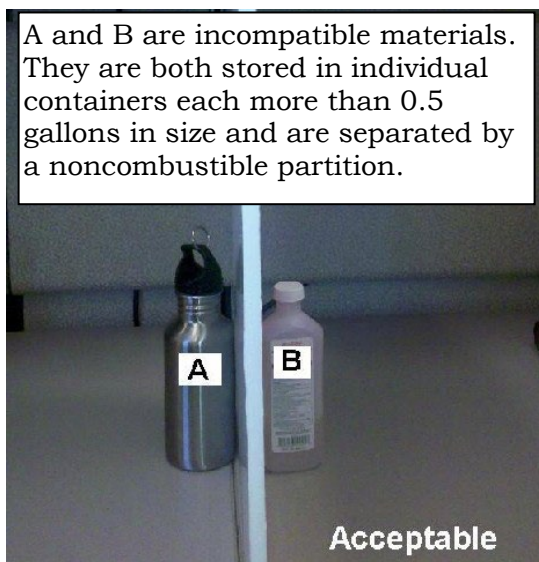 A and B are incompatible materials.
They are both stored in individual
containers each more than 0.5
gallons in size and are separated by
a noncombustible partition.
A
B
Acceptable